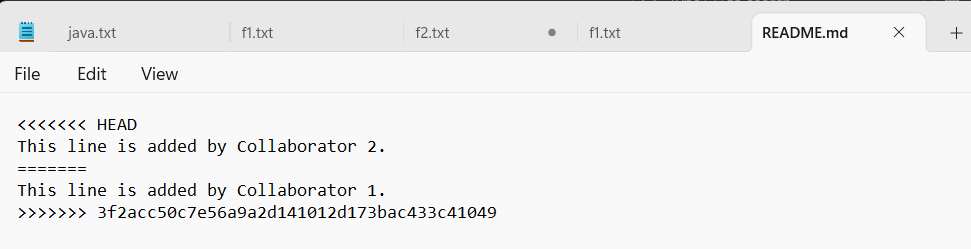 java.txt f1.txt f2.txt f1.txt README.md
File Edit View
<<<<<<< HEAD
This line is added by Collaborator 2.
=======
This line is added by Collaborator 1.
>>>>>>> 3f2acc50c7e56a9a2d141012d173bac433c41049